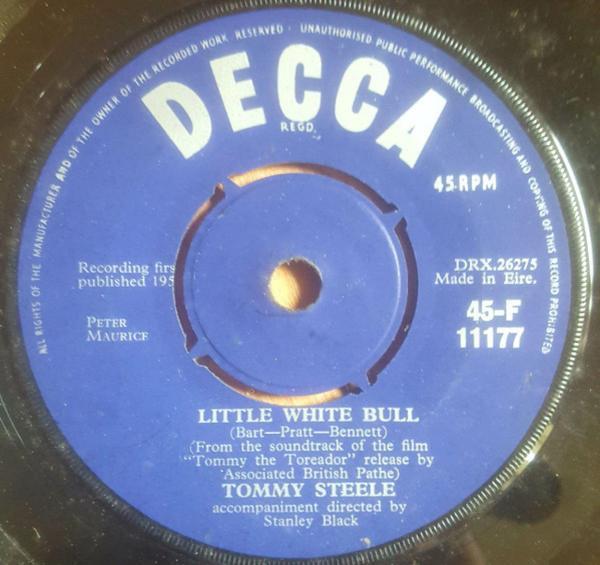 ALL RIGHTS OF THE MANUFACTURER AND OF THE OWNER OF THE RECORDED WORK RESERVED · UNAUTHORISED PUBLIC PERFORMANCE BROADCASTING AND COPYING OF THIS RECORD PROHIBITED
DECCA
REGD.
45-RPM
Recording firs
published 195
DRX.26275
Made in Eire.
PETER
MAURICE
45-F
11177
LITTLE WHITE BULL
(Bart—Pratt—Bennett)
(From the soundtrack of the film
"Tommy the Toreador" release by
Associated British Pathe)
TOMMY STEELE
accompaniment directed by
Stanley Black